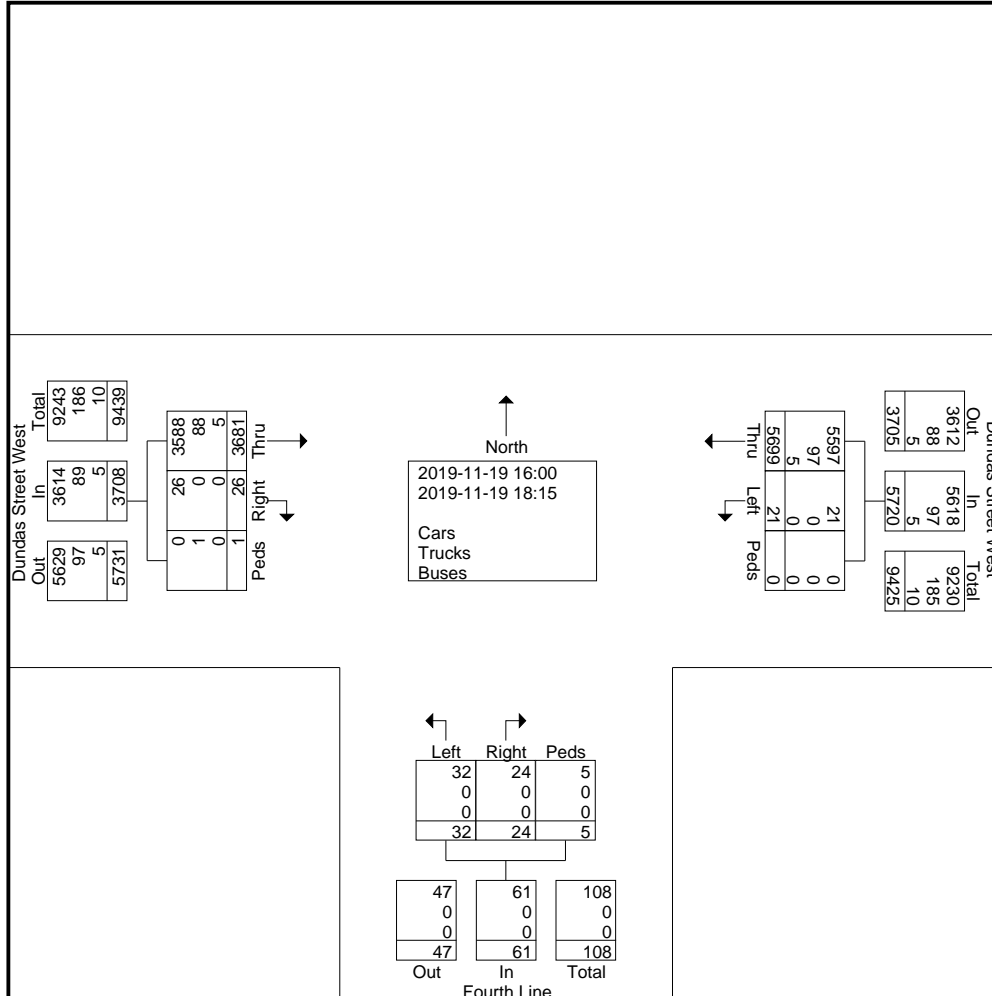 Dundas Street West
Out In Total
5629 3614 9243
97 89 186
5 5 10
5731 3708 9439
0 26 3588
1 0 88
0 0 5
1 26 3681
Peds Right Thru
North
2019-11-19 16:00
2019-11-19 18:15
Cars
Trucks
Buses
Dundas Street West
Out In Total
3612 5618 9230
88 97 185
5 5 10
3705 5720 9425
5597 21 0
97 0 0
5 0 0
5699 21 0
Thru Left Peds
Left Right Peds
32 24 5
0 0 0
0 0 0
32 24 5
47 61 108
0 0 0
0 0 0
47 61 108
Out In Total
Fourth Line